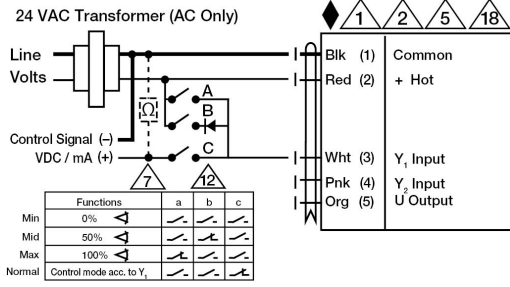 24 VAC Transformer (AC Only)
1 2 5 18
Line
Volts
Blk (1) Common
Red (2) + Hot
A
Ω
B
Control Signal (–)
VDC / mA (+)
C
Wht (3) Y1 Input
Pnk (4) Y2 Input
Org (5) U Output
7 12
Functions a b c
Min 0%
Mid 50%
Max 100%
Normal Control mode acc. to Y1